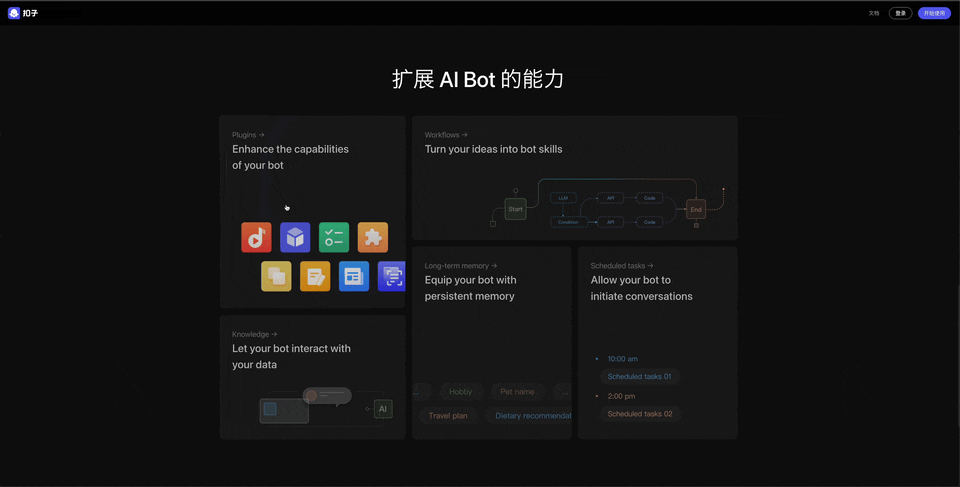 扣子
文档
登录
开始使用
扩展 AI Bot 的能力
Plugins →
Enhance the capabilities
of your bot
Workflows →
Turn your ideas into bot skills
Start
LLM
API
Code
Condition
API
Code
End
Long-term memory →
Equip your bot with
persistent memory
...
Hobby
Pet name
...
Travel plan
Dietary recommendat
Scheduled tasks →
Allow your bot to
initiate conversations
10:00 am
Scheduled tasks 01
2:00 pm
Scheduled tasks 02
Knowledge →
Let your bot interact with
your data
AI